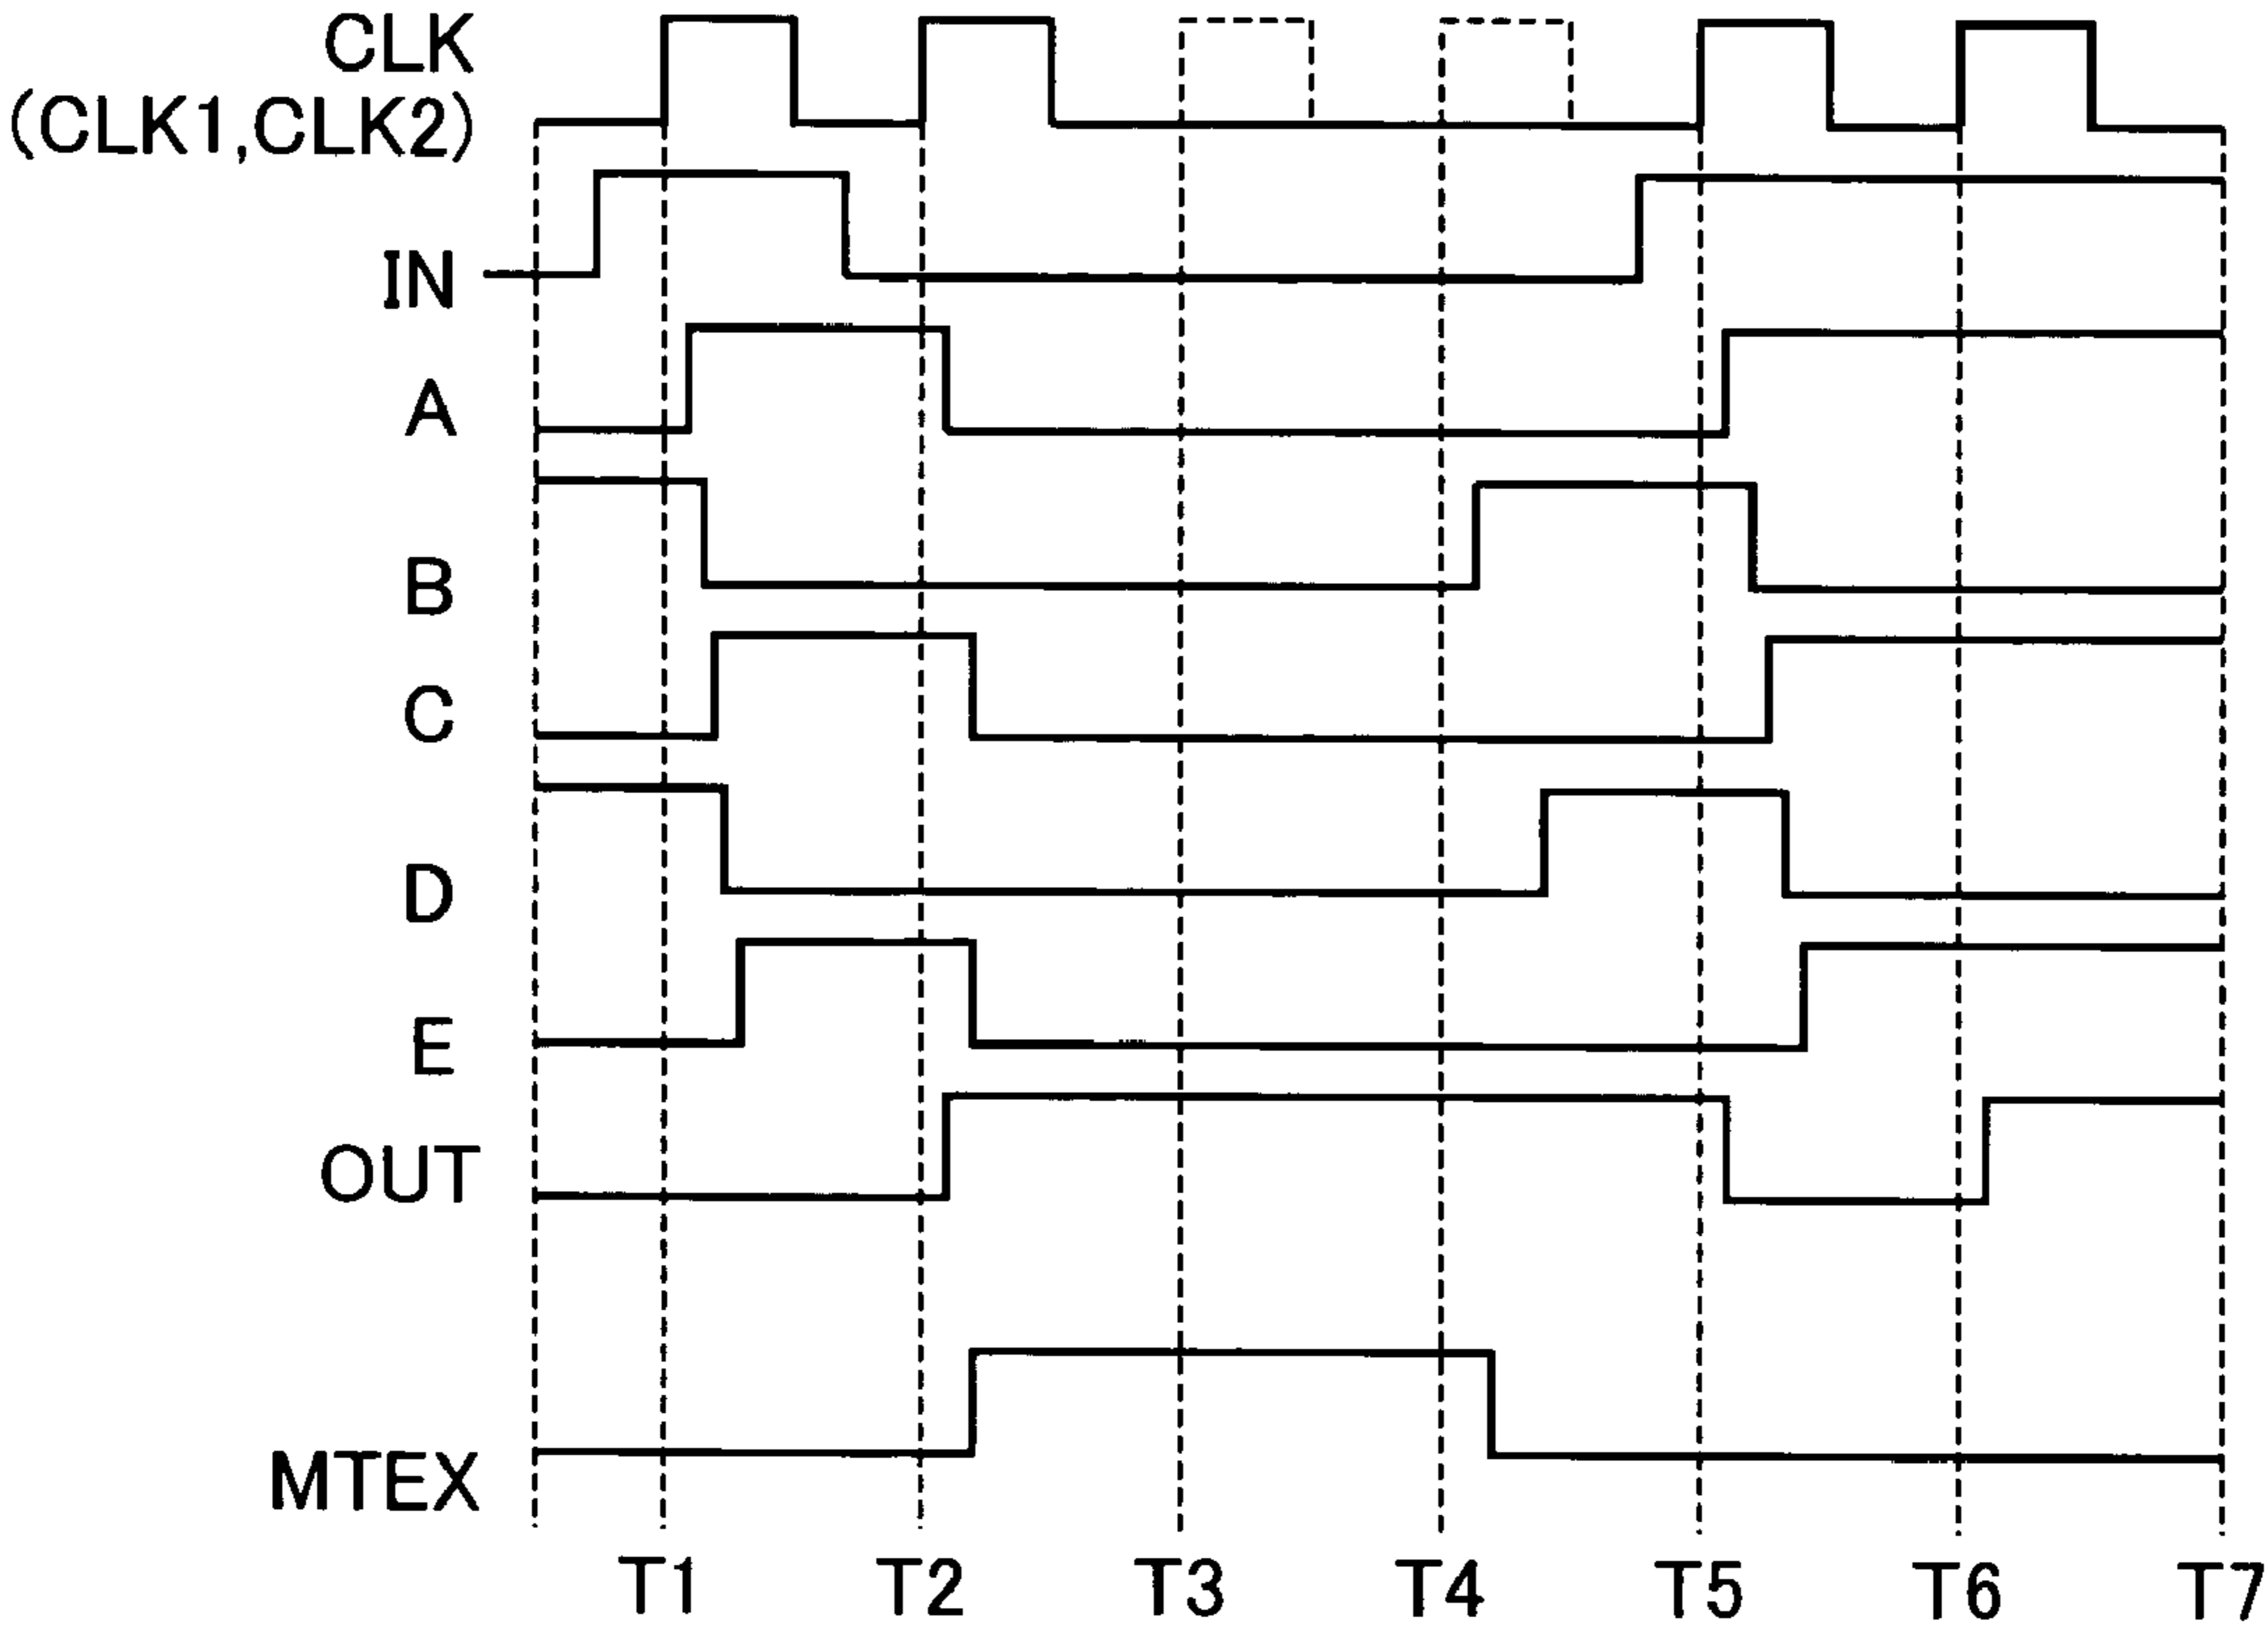 CLK
(CLK1,CLK2)
IN
A
B
C
D
E
OUT
MTEX
T1 T2 T3 T4 T5 T6 T7